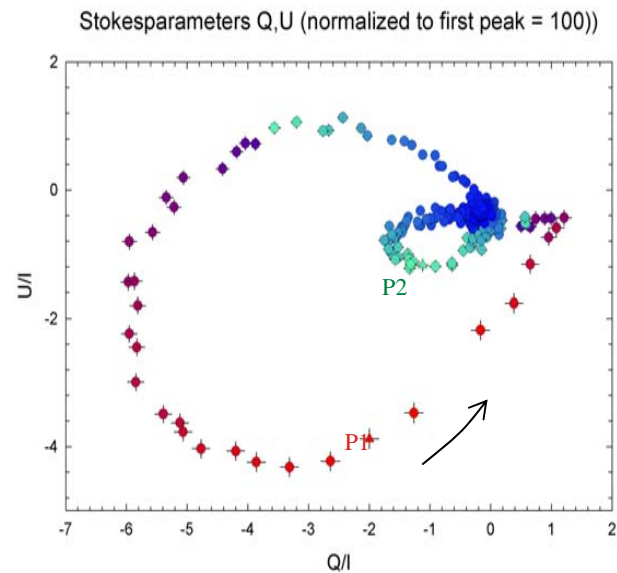 Stokesparameters Q,U (normalized to first peak = 100))
2
0
-2
-4
U/I
P2
P1
-7 -6 -5 -4 -3 -2 -1 0 1 2
Q/I